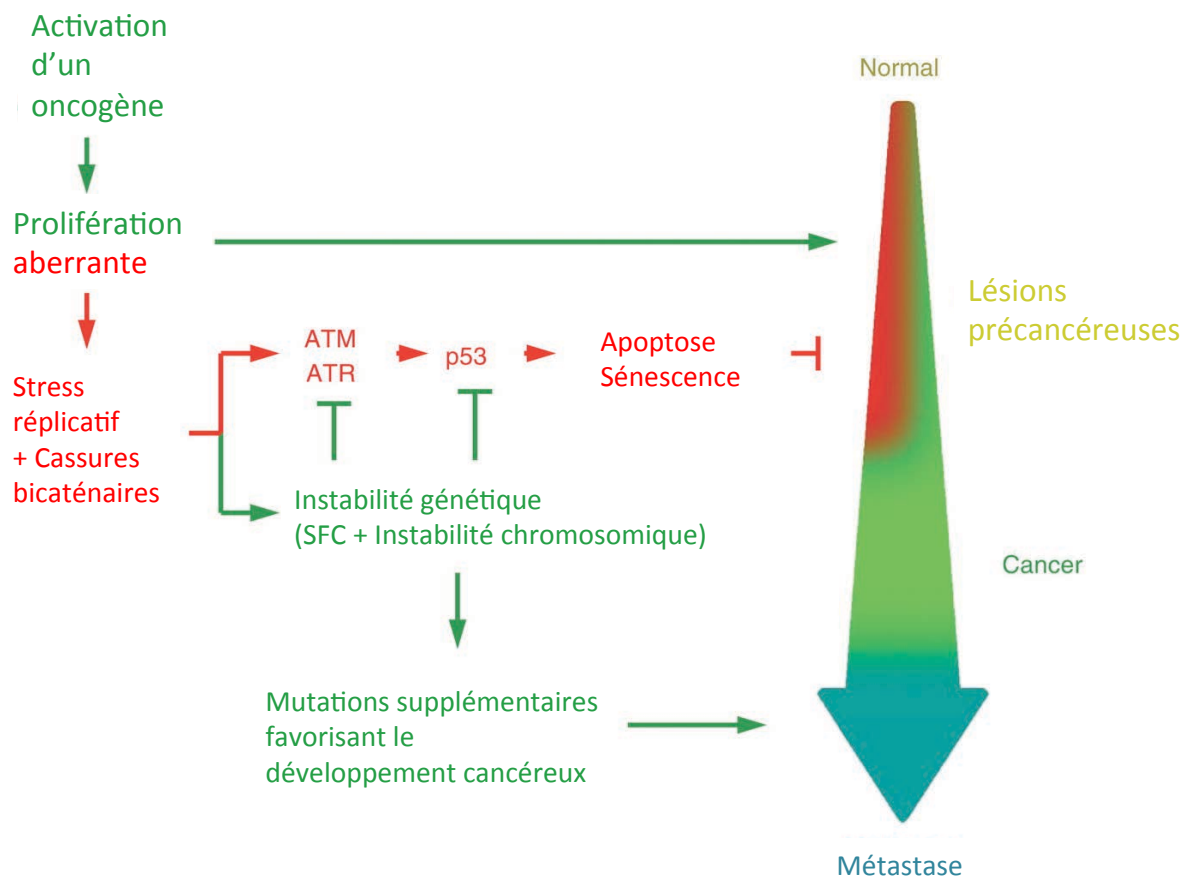 Activation
d'un
oncogène
Normal
Prolifération
aberrante
Lésions
précancéreuses
ATM
ATR
p53
Apoptose
Sénescence
Stress
réplicatif
+ Cassures
bicaténaires
Instabilité génétique
(SFC + Instabilité chromosomique)
Cancer
Mutations supplémentaires
favorisant le
développement cancéreux
Métastase